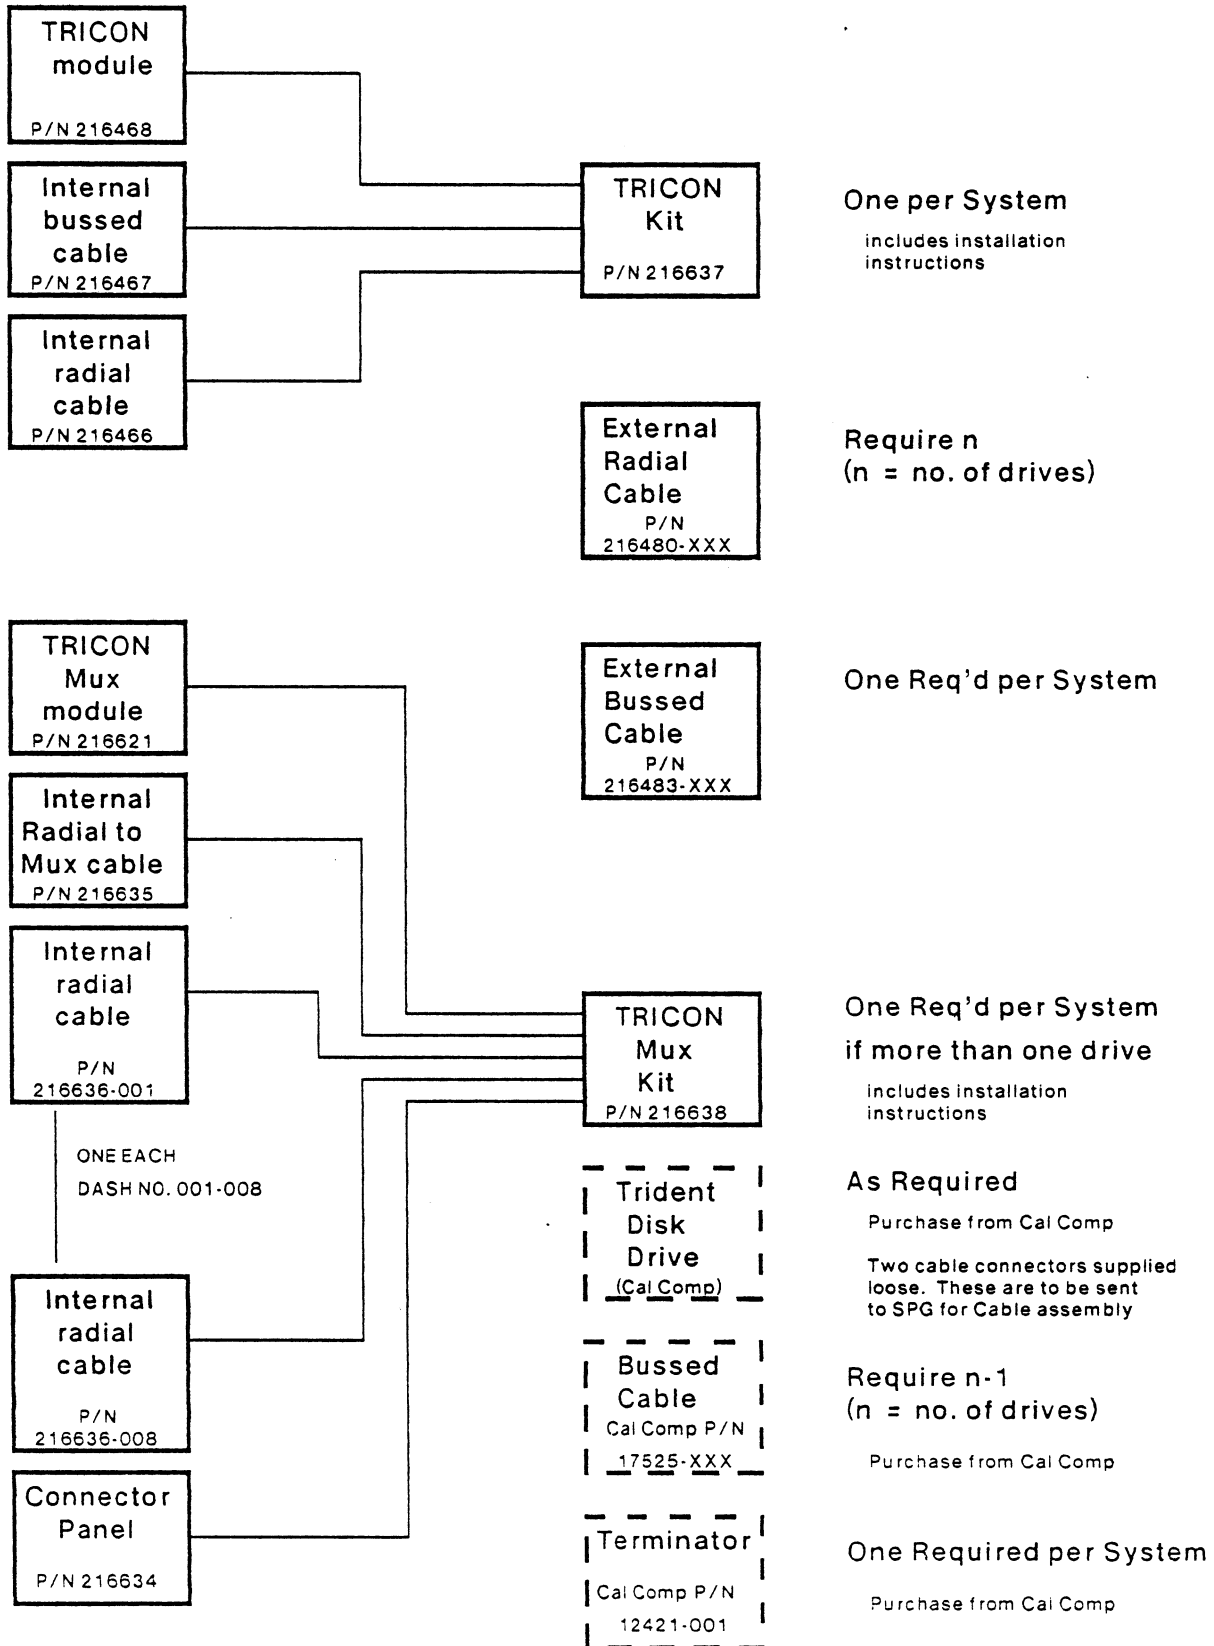 TRICON
module
P/N 216468
Internal
bussed
cable
P/N 216467
Internal
radial
cable
P/N 216466
TRICON
Kit
P/N 216637
One per System
includes installation
instructions
External
Radial
Cable
P/N
216480-XXX
Require n
(n = no. of drives)
TRICON
Mux
module
P/N 216621
External
Bussed
Cable
P/N
216483-XXX
One Req'd per System
Internal
Radial to
Mux cable
P/N 216635
Internal
radial
cable
P/N
216636-001
ONE EACH
DASH NO. 001-008
Internal
radial
cable
P/N
216636-008
Connector
Panel
P/N 216634
TRICON
Mux
Kit
P/N 216638
One Req'd per System
if more than one drive
includes installation
instructions
Trident
Disk
Drive
(Cal Comp)
As Required
Purchase from Cal Comp
Two cable connectors supplied
loose. These are to be sent
to SPG for Cable assembly
Bussed
Cable
Cal Comp P/N
17525-XXX
Require n-1
(n = no. of drives)
Purchase from Cal Comp
Terminator
Cal Comp P/N
12421-001
One Required per System
Purchase from Cal Comp